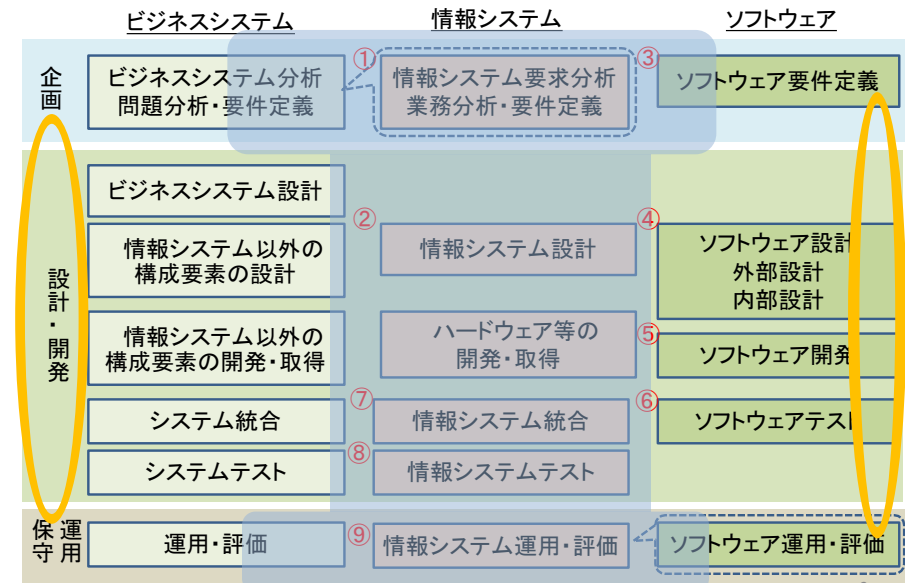 ビジネスシステム
情報システム
ソフトウェア
企画
ビジネスシステム分析
問題分析・要件定義
①
情報システム要求分析
業務分析・要件定義
③
ソフトウェア要件定義
設計・開発
ビジネスシステム設計
情報システム以外の
構成要素の設計
②
情報システム設計
④
ソフトウェア設計
外部設計
内部設計
情報システム以外の
構成要素の開発・取得
ハードウェア等の
開発・取得
⑤
ソフトウェア開発
システム統合
⑦
情報システム統合
⑥
ソフトウェアテスト
システムテスト
⑧
情報システムテスト
運用
保守
運用・評価
⑨
情報システム運用・評価
ソフトウェア運用・評価